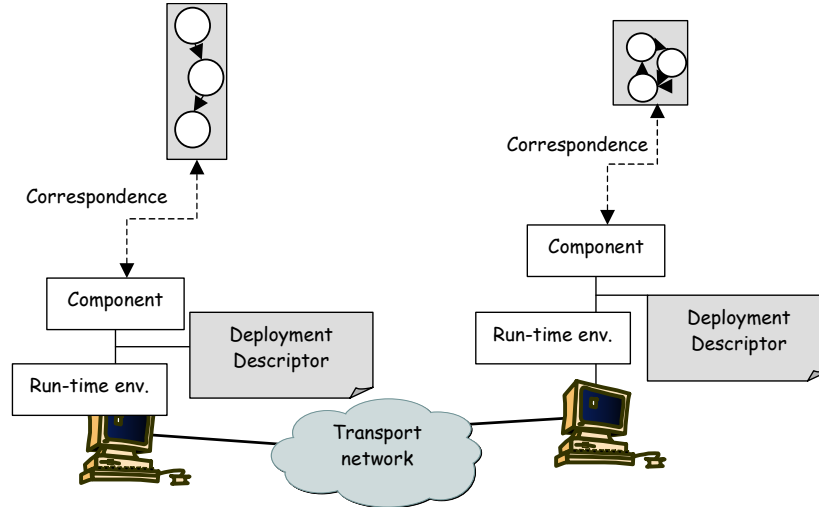 Correspondence
Correspondence
Component
Component
Deployment
Descriptor
Run-time env.
Deployment
Descriptor
Run-time env.
Transport
network